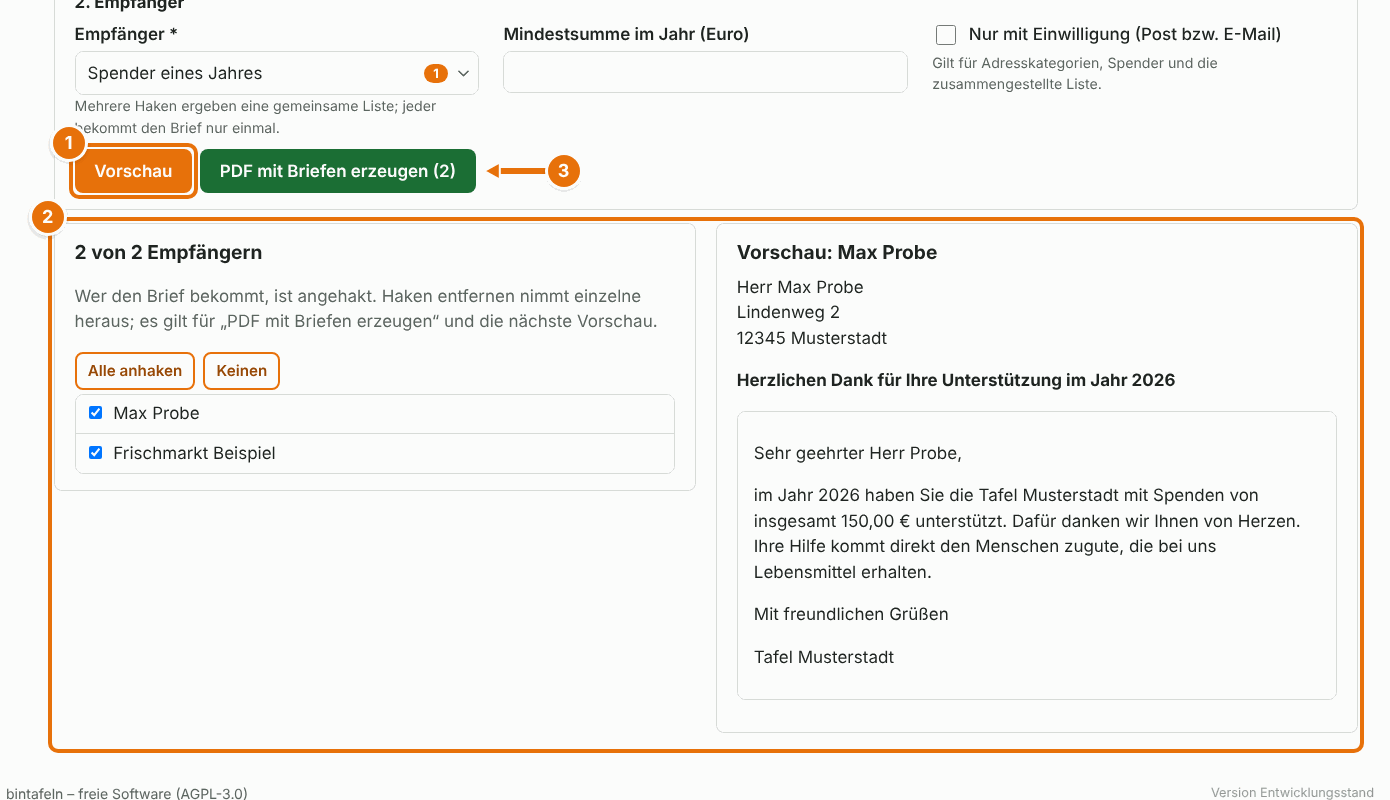 2. Empfänger
Empfänger *
Spender eines Jahres
1
Mehrere Haken ergeben eine gemeinsame Liste; jeder
bekommt den Brief nur einmal.
Mindestsumme im Jahr (Euro)
Nur mit Einwilligung (Post bzw. E-Mail)
Gilt für Adresskategorien, Spender und die
zusammengestellte Liste.
1
Vorschau
PDF mit Briefen erzeugen (2)
3
2
2 von 2 Empfängern
Wer den Brief bekommt, ist angehakt. Haken entfernen nimmt einzelne
heraus; es gilt für „PDF mit Briefen erzeugen“ und die nächste Vorschau.
Alle anhaken
Keinen
Max Probe
Frischmarkt Beispiel
Vorschau: Max Probe
Herr Max Probe
Lindenweg 2
12345 Musterstadt
Herzlichen Dank für Ihre Unterstützung im Jahr 2026
Sehr geehrter Herr Probe,
im Jahr 2026 haben Sie die Tafel Musterstadt mit Spenden von
insgesamt 150,00 € unterstützt. Dafür danken wir Ihnen von Herzen.
Ihre Hilfe kommt direkt den Menschen zugute, die bei uns
Lebensmittel erhalten.
Mit freundlichen Grüßen
Tafel Musterstadt
bintafeln – freie Software (AGPL-3.0)
Version Entwicklungsstand